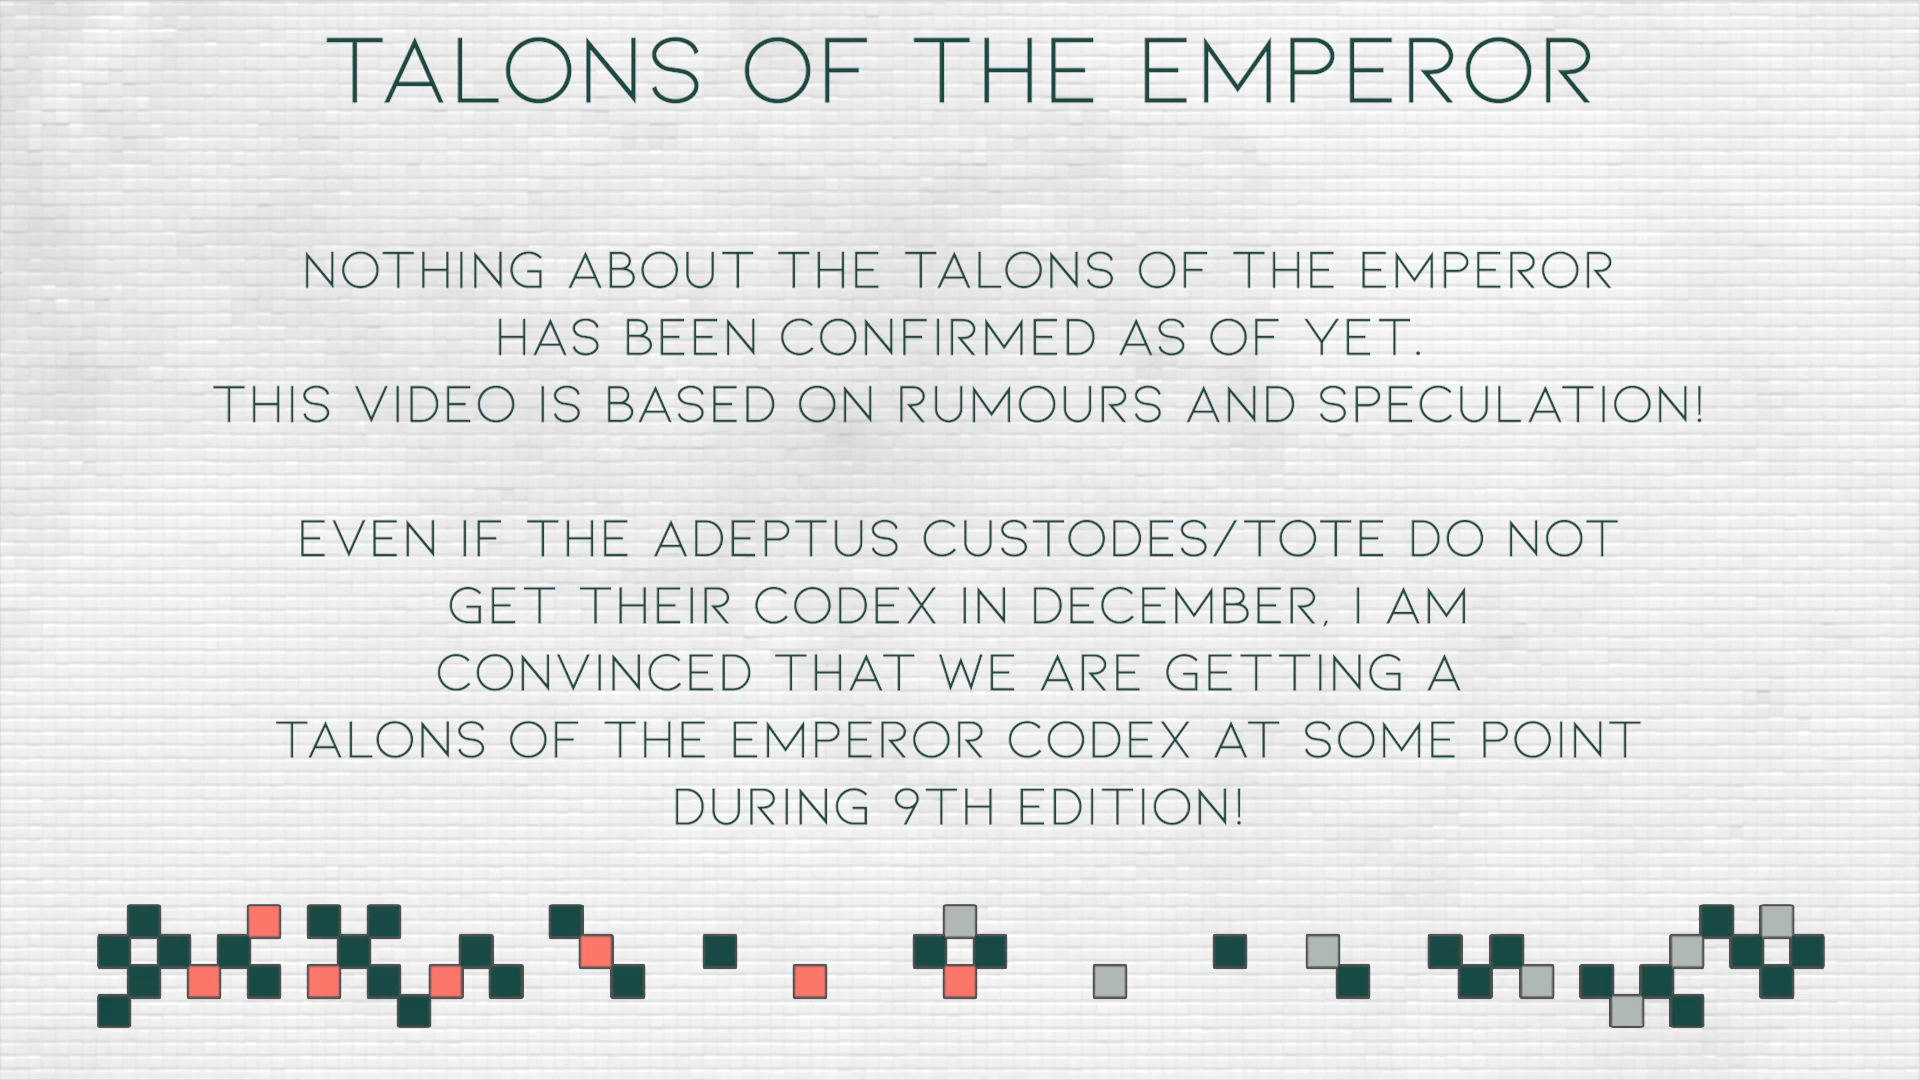 TALONS OF THE EMPEROR
NOTHING ABOUT THE TALONS OF THE EMPEROR
HAS BEEN CONFIRMED AS OF YET.
THIS VIDEO IS BASED ON RUMOURS AND SPECULATION!
EVEN IF THE ADEPTUS CUSTODES/TOTE DO NOT
GET THEIR CODEX IN DECEMBER, I AM
CONVINCED THAT WE ARE GETTING A
TALONS OF THE EMPEROR CODEX AT SOME POINT
DURING 9TH EDITION!